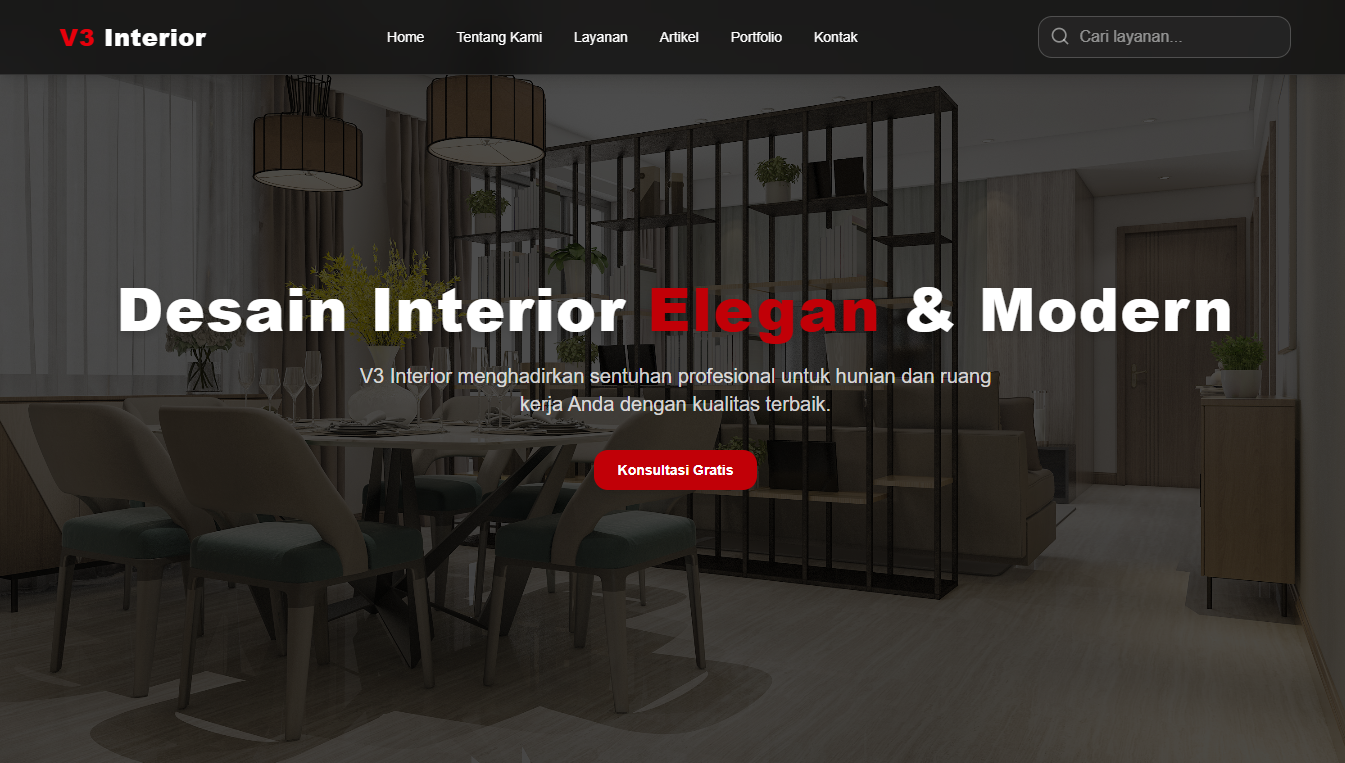 V3 Interior
Home
Tentang Kami
Layanan
Artikel
Portfolio
Kontak
Cari layanan...
Desain Interior Elegan & Modern
V3 Interior menghadirkan sentuhan profesional untuk hunian dan ruang
kerja Anda dengan kualitas terbaik.
Konsultasi Gratis